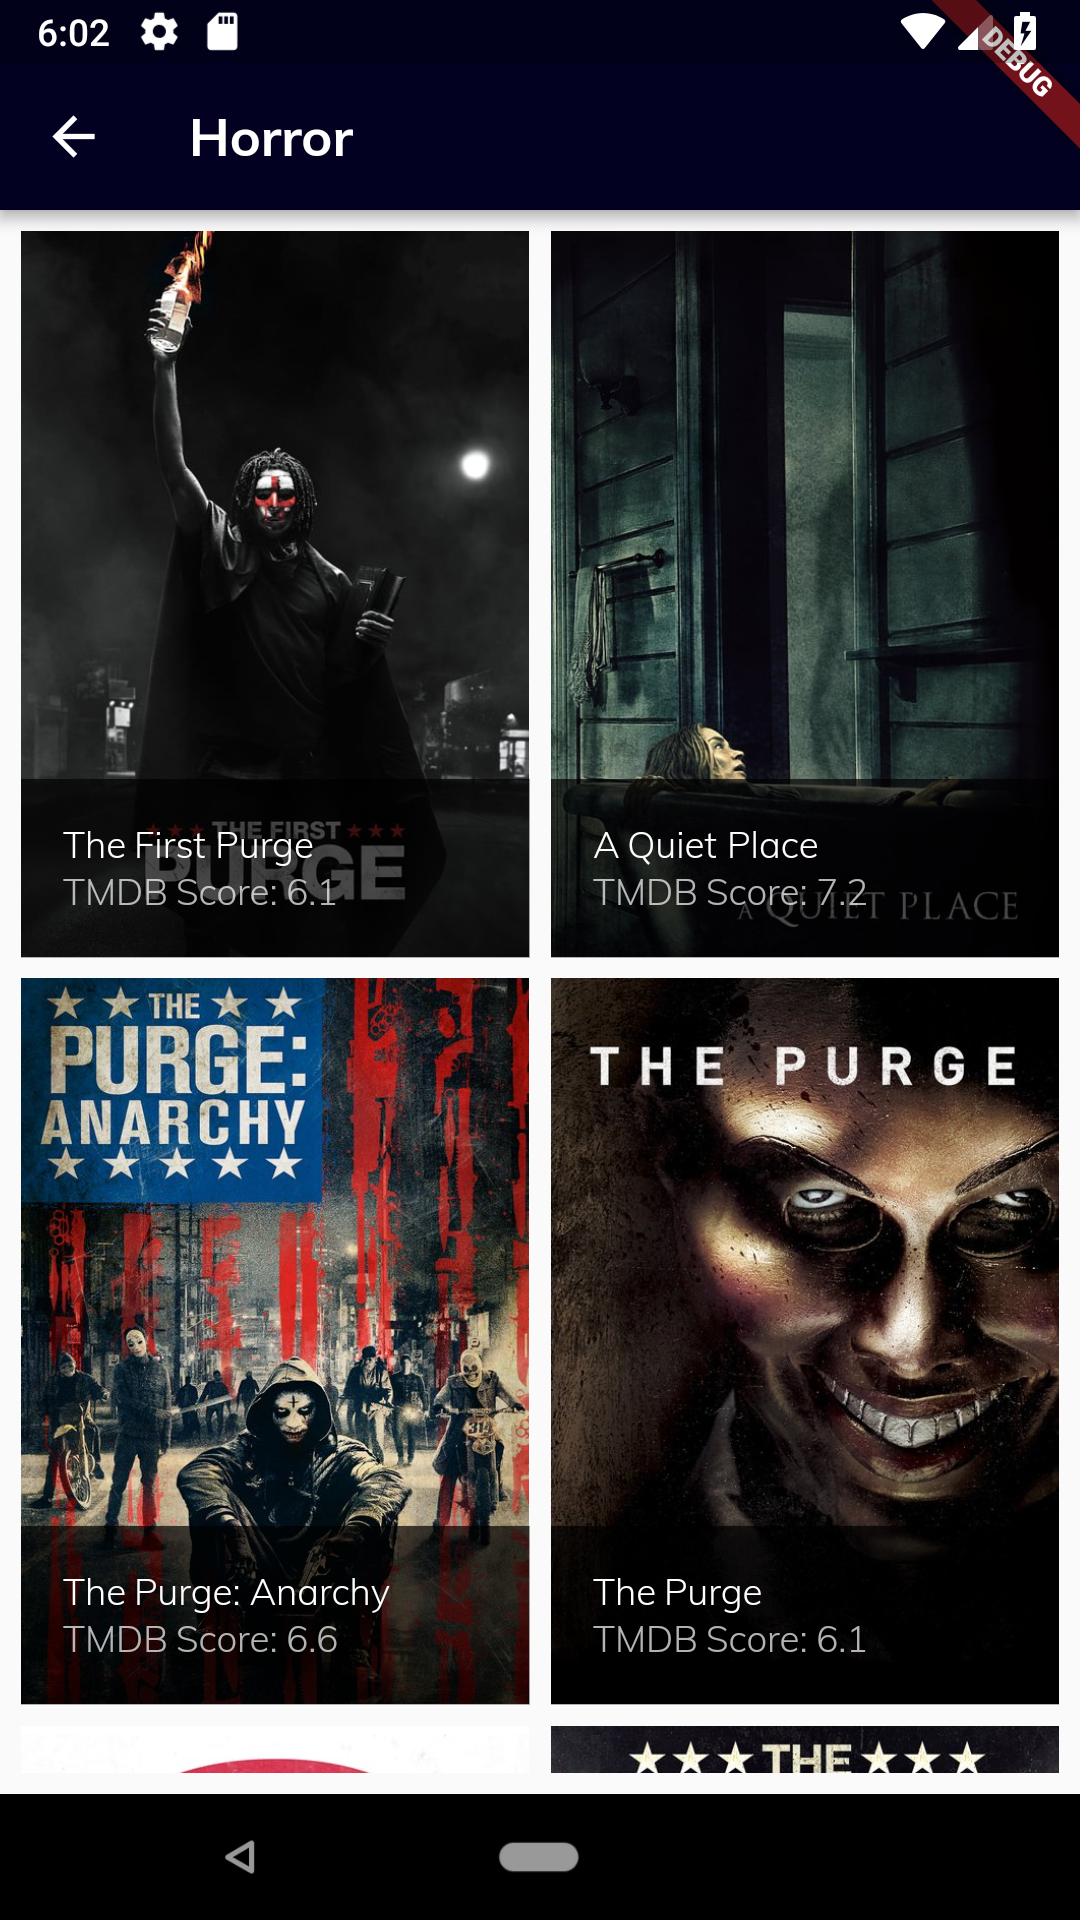 6:02
DEBUG
Horror
THE FIRST
PURGE
The First Purge
TMDB Score: 6.1
A Quiet Place
TMDB Score: 7.2
A QUIET PLACE
THE
PURGE:
ANARCHY
314
The Purge: Anarchy
TMDB Score: 6.6
THE PURGE
The Purge
TMDB Score: 6.1
THE